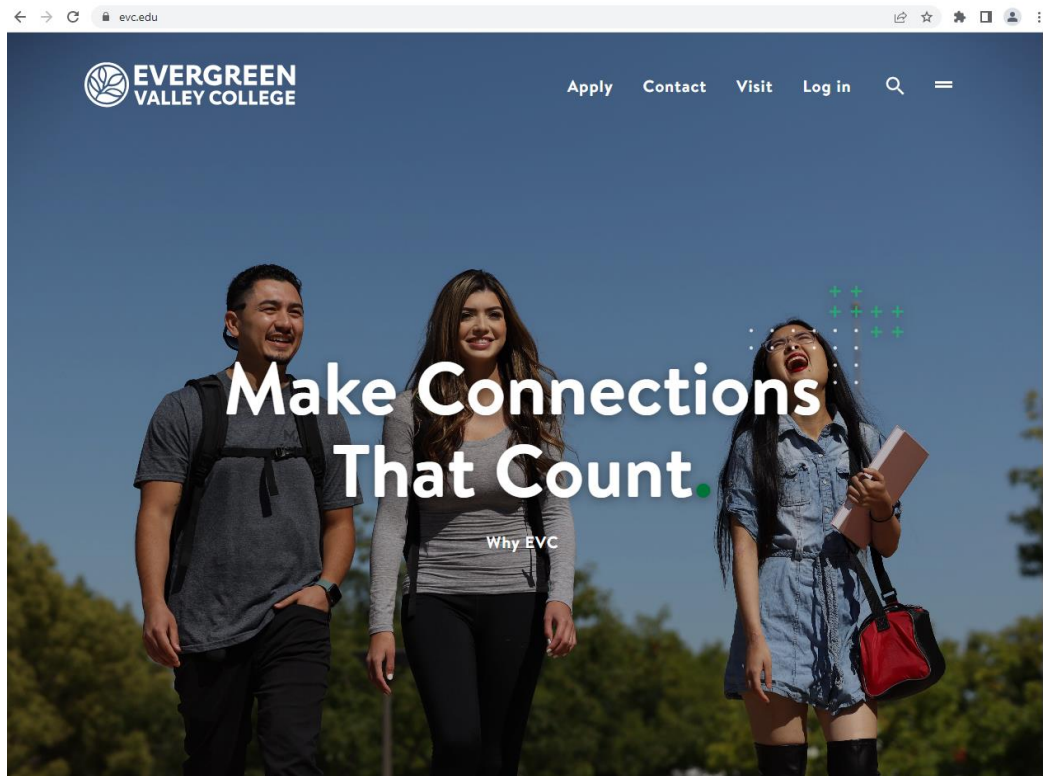 evc.edu
EVERGREEN
VALLEY COLLEGE
Apply Contact Visit Log in
Make Connections
That Count.
Why EVC